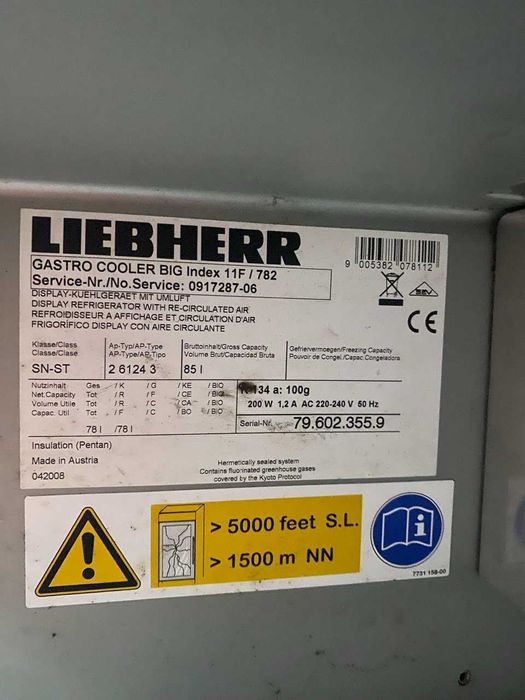 LIEBHERR
GASTRO COOLER BIG Index 11F / 782
Service-Nr./No.Service: 0917287-06
9 005382 078112
DISPLAY-KUEHLGERAET MIT UMLUFT
DISPLAY REFRIGERATOR WITH RE-CIRCULATED AIR
REFROIDISSEUR A AFFICHAGE ET CIRCULATION D'AIR
FRIGORIFICO DISPLAY CON AIRE CIRCULANTE
SEV
CE
Klasse/Class Ap-Typ/AP-Type Bruttoinhalt/Gross Capacity Gefriervermoegen/Freezing Capacity
Classe/Clase AP-Type/AP-Tipo Volume Brut/Capacidad Bruta Pouvoir de Congel./Capac.Congeladora
SN-ST 2 6124 3 85 l
Nutzinhalt Ges /K /G /KE /BIO
Net.Capacity Tot /R /F /CE /BIO
Volume Utile Tot /R /C /CA /BIO
Capac. Util Tot /F /C /BO /BIO
78 l /78 l
R 134 a: 100g
200 W 1,2 A AC 220-240 V 50 Hz
Serial-Nr. 79.602.355.9
Insulation (Pentan)
Made in Austria
042008
Hermetically sealed system
Contains fluorinated greenhouse gases
covered by the Kyoto Protocol
> 5000 feet S.L.
> 1500 m NN
7731 158-00